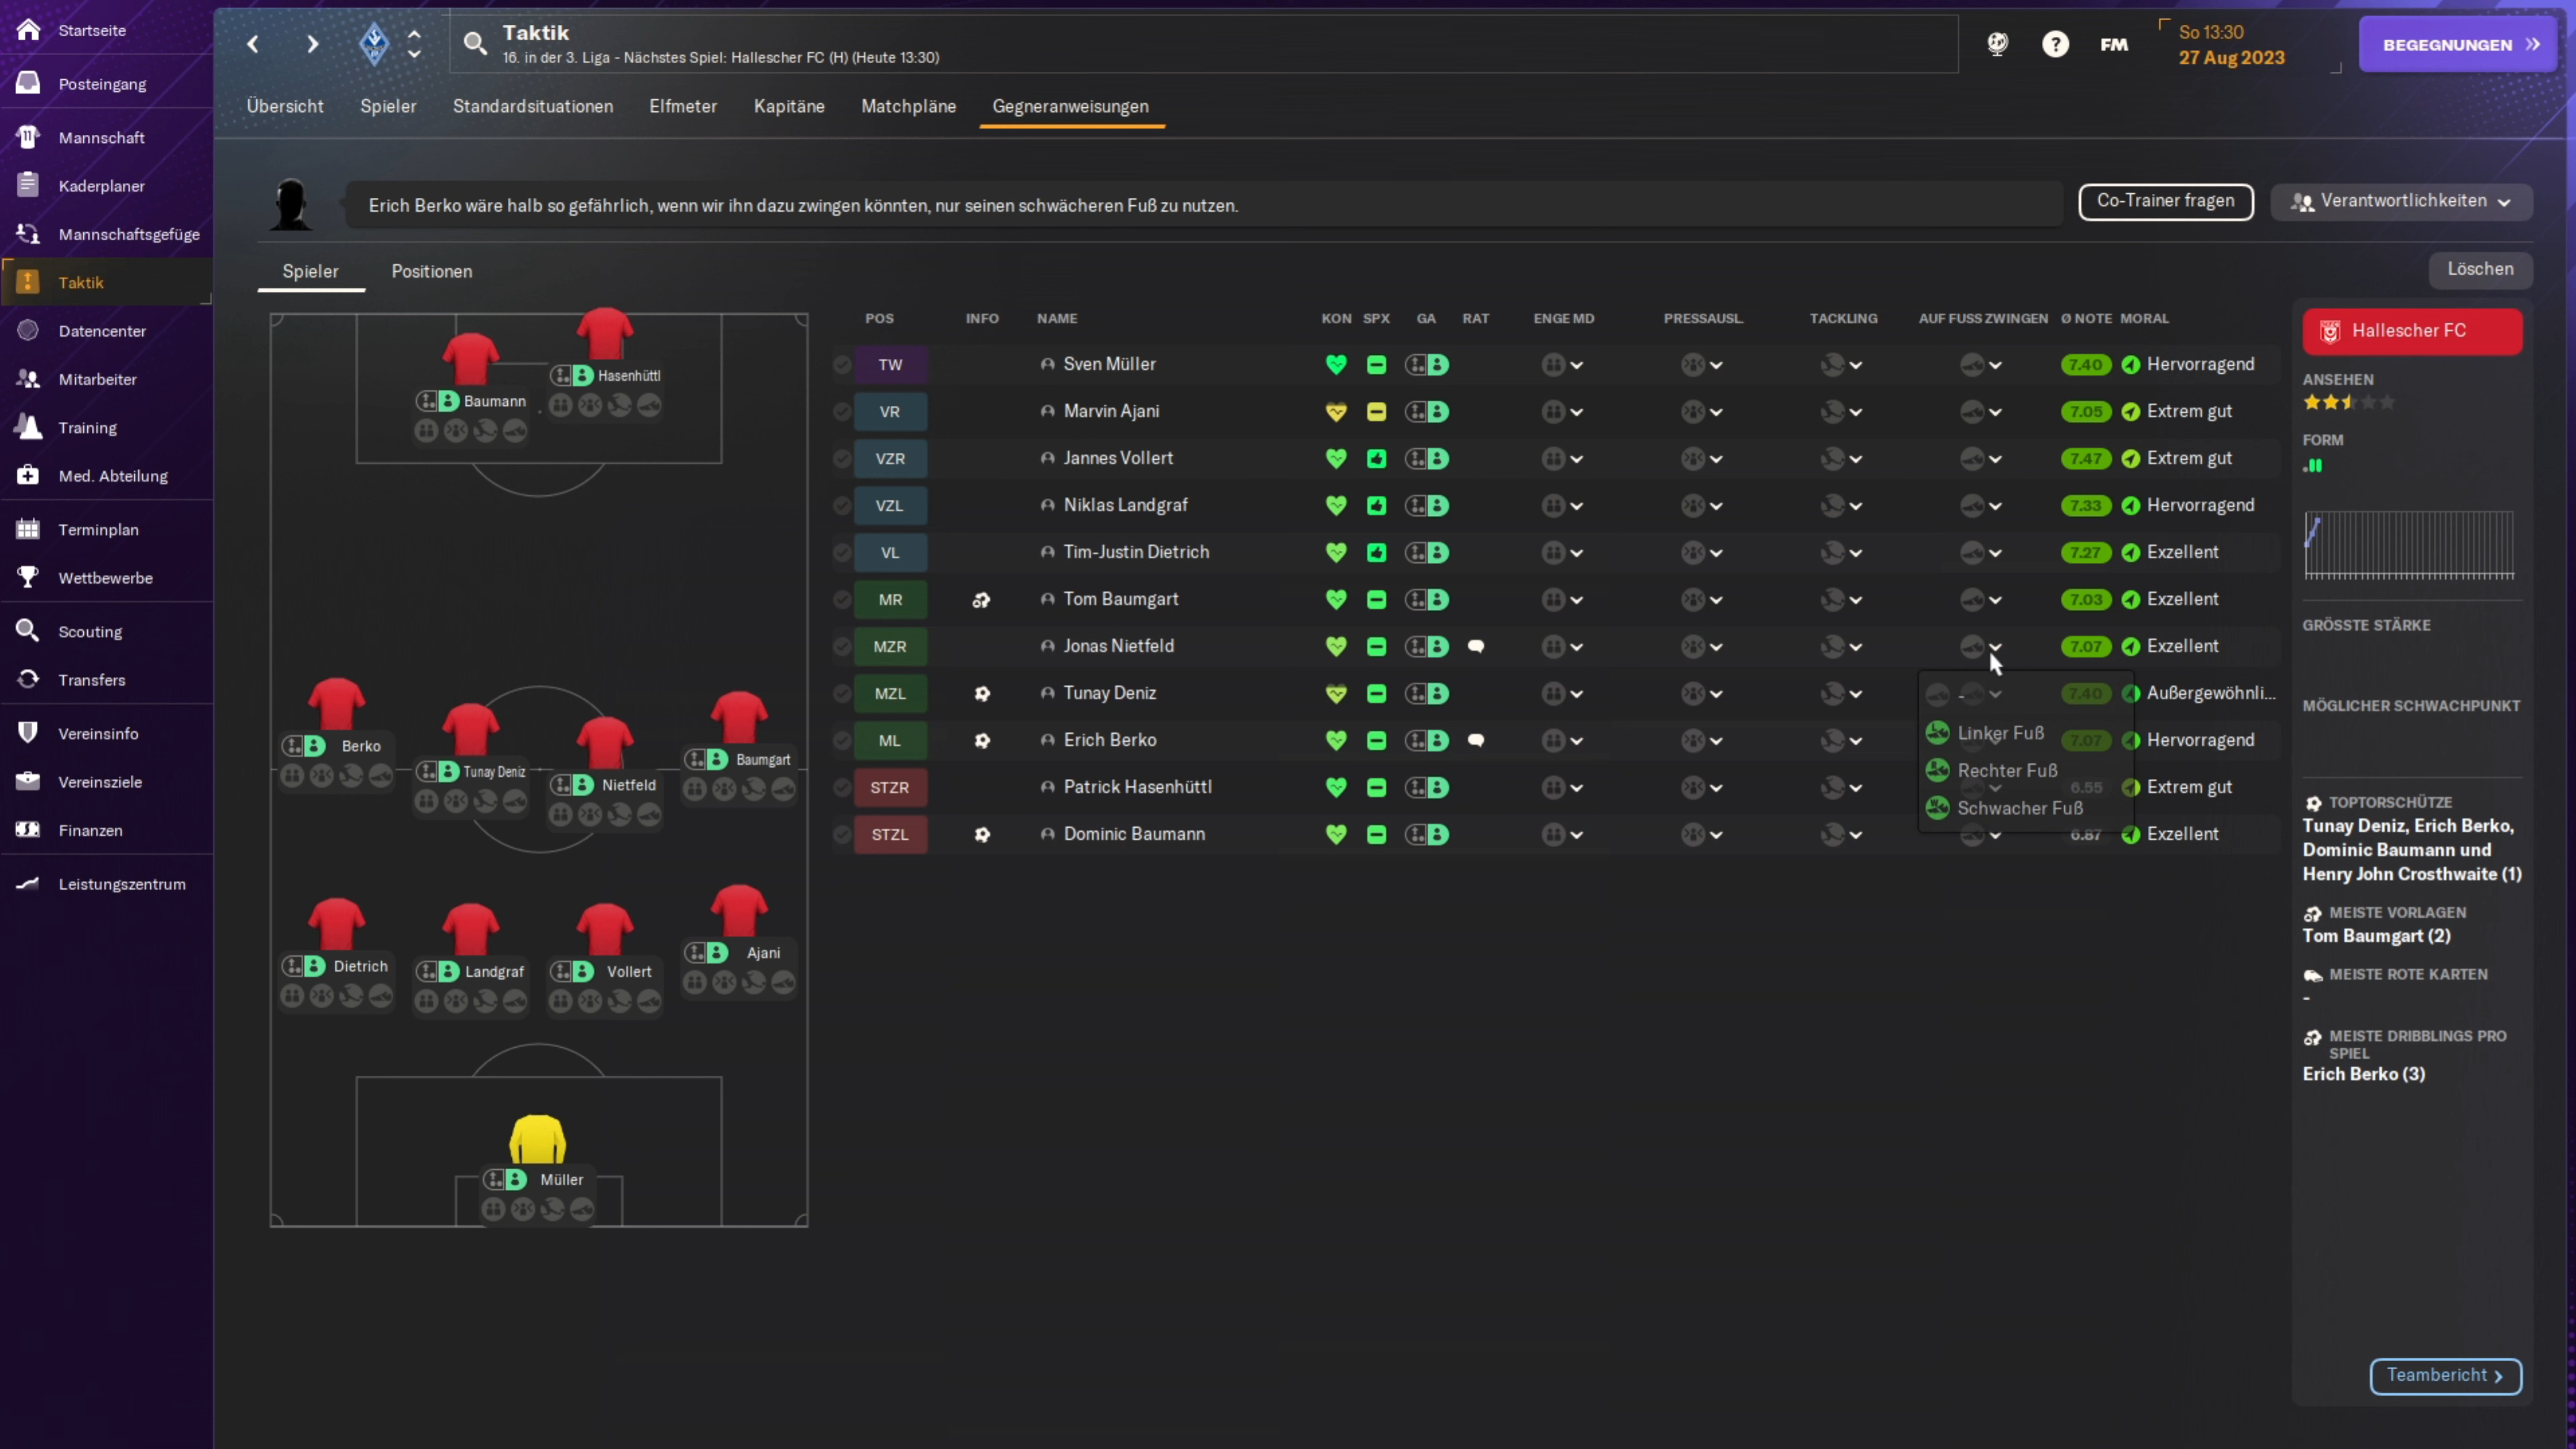 Startseite
Posteingang
Mannschaft
Kaderplaner
Mannschaftsgefüge
Taktik
Datencenter
Mitarbeiter
Training
Med. Abteilung
Terminplan
Wettbewerbe
Scouting
Transfers
Vereinsinfo
Vereinsziele
Finanzen
Leistungszentrum
Taktik
16. in der 3. Liga - Nächstes Spiel: Hallescher FC (H) (Heute 13:30)
FM
So 13:30
27 Aug 2023
BEGEGNUNGEN
Übersicht Spieler Standardsituationen Elfmeter Kapitäne Matchpläne Gegneranweisungen
Erich Berko wäre halb so gefährlich, wenn wir ihn dazu zwingen könnten, nur seinen schwächeren Fuß zu nutzen.
Co-Trainer fragen
Verantwortlichkeiten
Spieler Positionen
Löschen
Hasenhüttl
Baumann
Berko
Tunay Deniz
Nietfeld
Baumgart
Dietrich
Landgraf
Vollert
Ajani
Müller
POS INFO NAME KON SPX GA RAT ENGE MD PRESSAUSL. TACKLING AUF FUSS ZWINGEN Ø NOTE MORAL
TW Sven Müller 7.40 Hervorragend
VR Marvin Ajani 7.05 Extrem gut
VZR Jannes Vollert 7.47 Extrem gut
VZL Niklas Landgraf 7.33 Hervorragend
VL Tim-Justin Dietrich 7.27 Exzellent
MR Tom Baumgart 7.03 Exzellent
MZR Jonas Nietfeld 7.07 Exzellent
MZL Tunay Deniz 7.40 Außergewöhnli...
ML Erich Berko 7.07 Hervorragend
STZR Patrick Hasenhüttl 6.55 Extrem gut
STZL Dominic Baumann 6.87 Exzellent
-
Linker Fuß
Rechter Fuß
Schwacher Fuß
Hallescher FC
ANSEHEN
FORM
GRÖSSTE STÄRKE
MÖGLICHER SCHWACHPUNKT
TOPTORSCHÜTZE
Tunay Deniz, Erich Berko,
Dominic Baumann und
Henry John Crosthwaite (1)
MEISTE VORLAGEN
Tom Baumgart (2)
MEISTE ROTE KARTEN
-
MEISTE DRIBBLINGS PRO
SPIEL
Erich Berko (3)
Teambericht